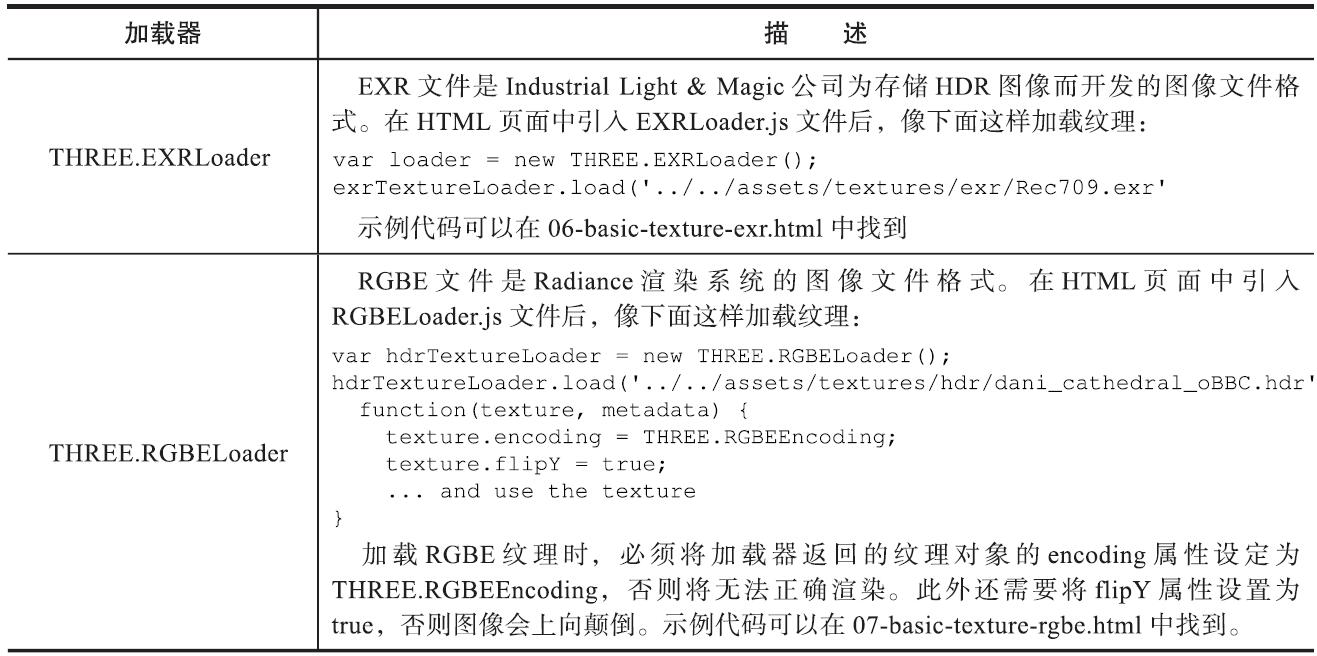 加载器 描 述
THREE.EXRLoader
EXR 文件是 Industrial Light & Magic 公司为存储 HDR 图像而开发的图像文件格
式。在 HTML 页面中引入 EXRLoader.js 文件后，像下面这样加载纹理：
var loader = new THREE.EXRLoader();
exrTextureLoader.load('../../assets/textures/exr/Rec709.exr'
示例代码可以在 06-basic-texture-exr.html 中找到
THREE.RGBELoader
RGBE 文件是 Radiance 渲染系统的图像文件格式。在 HTML 页面中引入
RGBELoader.js 文件后，像下面这样加载纹理：
var hdrTextureLoader = new THREE.RGBELoader();
hdrTextureLoader.load('../../assets/textures/hdr/dani_cathedral_oBBC.hdr'
function(texture, metadata) {
texture.encoding = THREE.RGBEEncoding;
texture.flipY = true;
... and use the texture
}
加载 RGBE 纹理时，必须将加载器返回的纹理对象的 encoding 属性设定为
THREE.RGBEEncoding，否则将无法正确渲染。此外还需要将 flipY 属性设置为
true，否则图像会上向颠倒。示例代码可以在 07-basic-texture-rgbe.html 中找到。